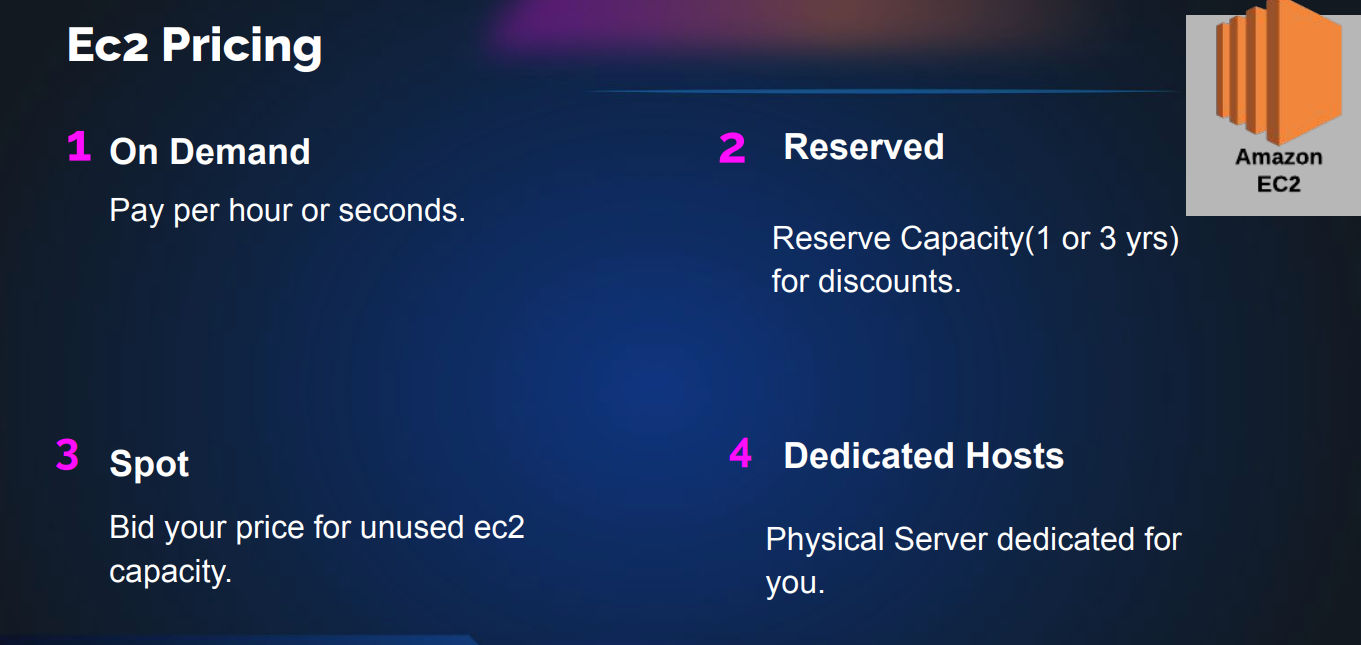 Ec2 Pricing
Amazon
EC2
1 On Demand
Pay per hour or seconds.
2 Reserved
Reserve Capacity(1 or 3 yrs)
for discounts.
3 Spot
Bid your price for unused ec2
capacity.
4 Dedicated Hosts
Physical Server dedicated for
you.